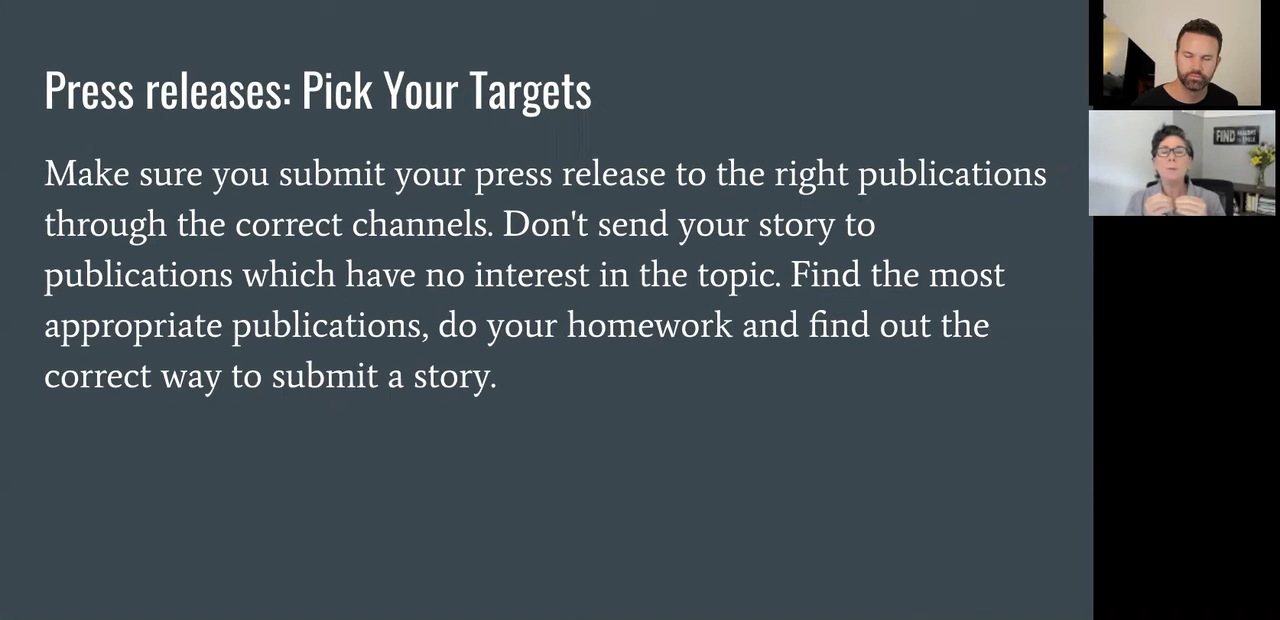 Press releases: Pick Your Targets
Make sure you submit your press release to the right publications
through the correct channels. Don't send your story to
publications which have no interest in the topic. Find the most
appropriate publications, do your homework and find out the
correct way to submit a story.
FIND